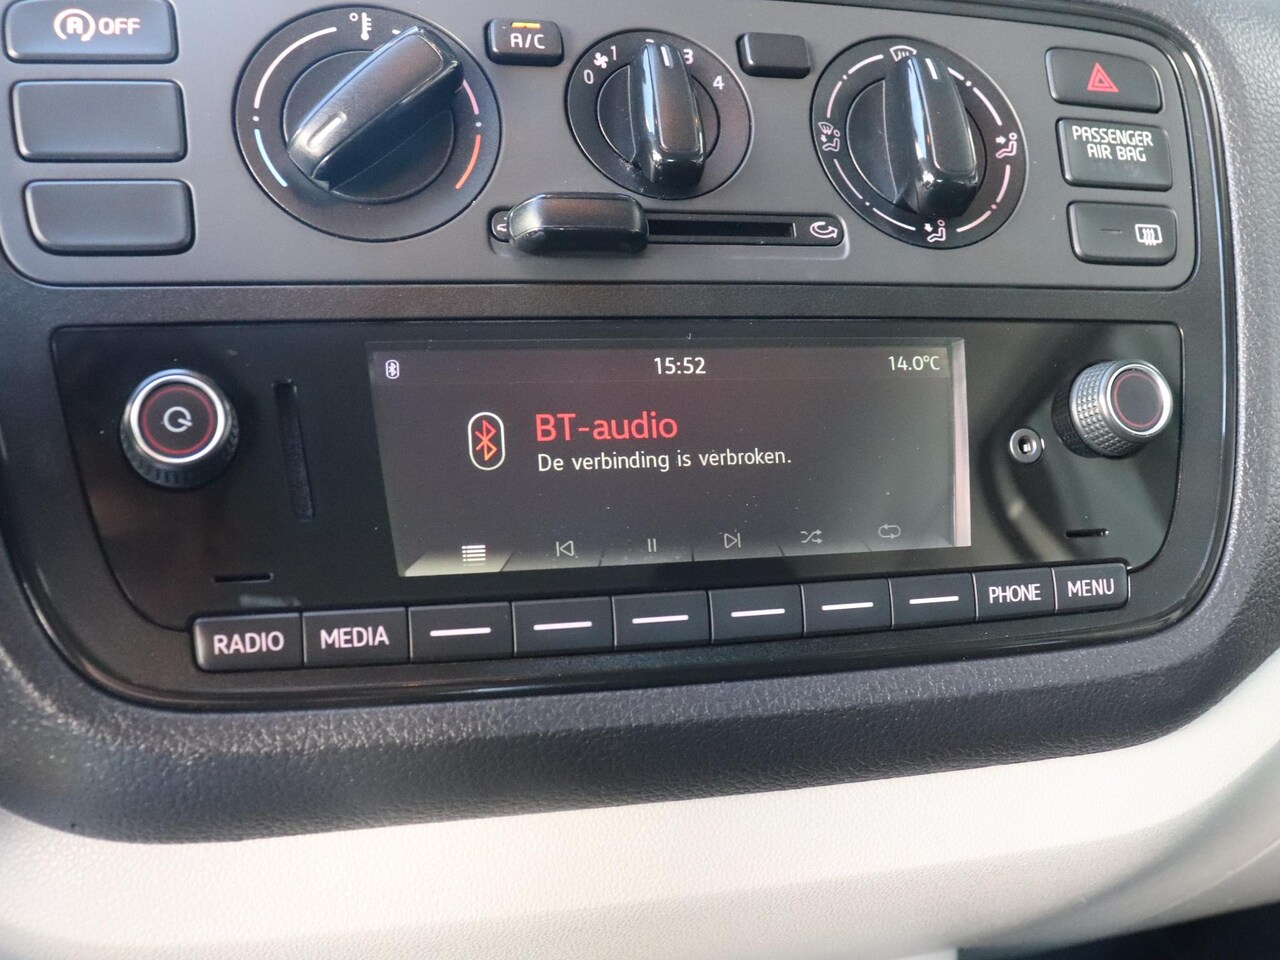 A OFF
A/C
0 1 2 3 4
PASSENGER
AIR BAG
15:52
14.0°C
BT-audio
De verbinding is verbroken.
RADIO
MEDIA
PHONE
MENU